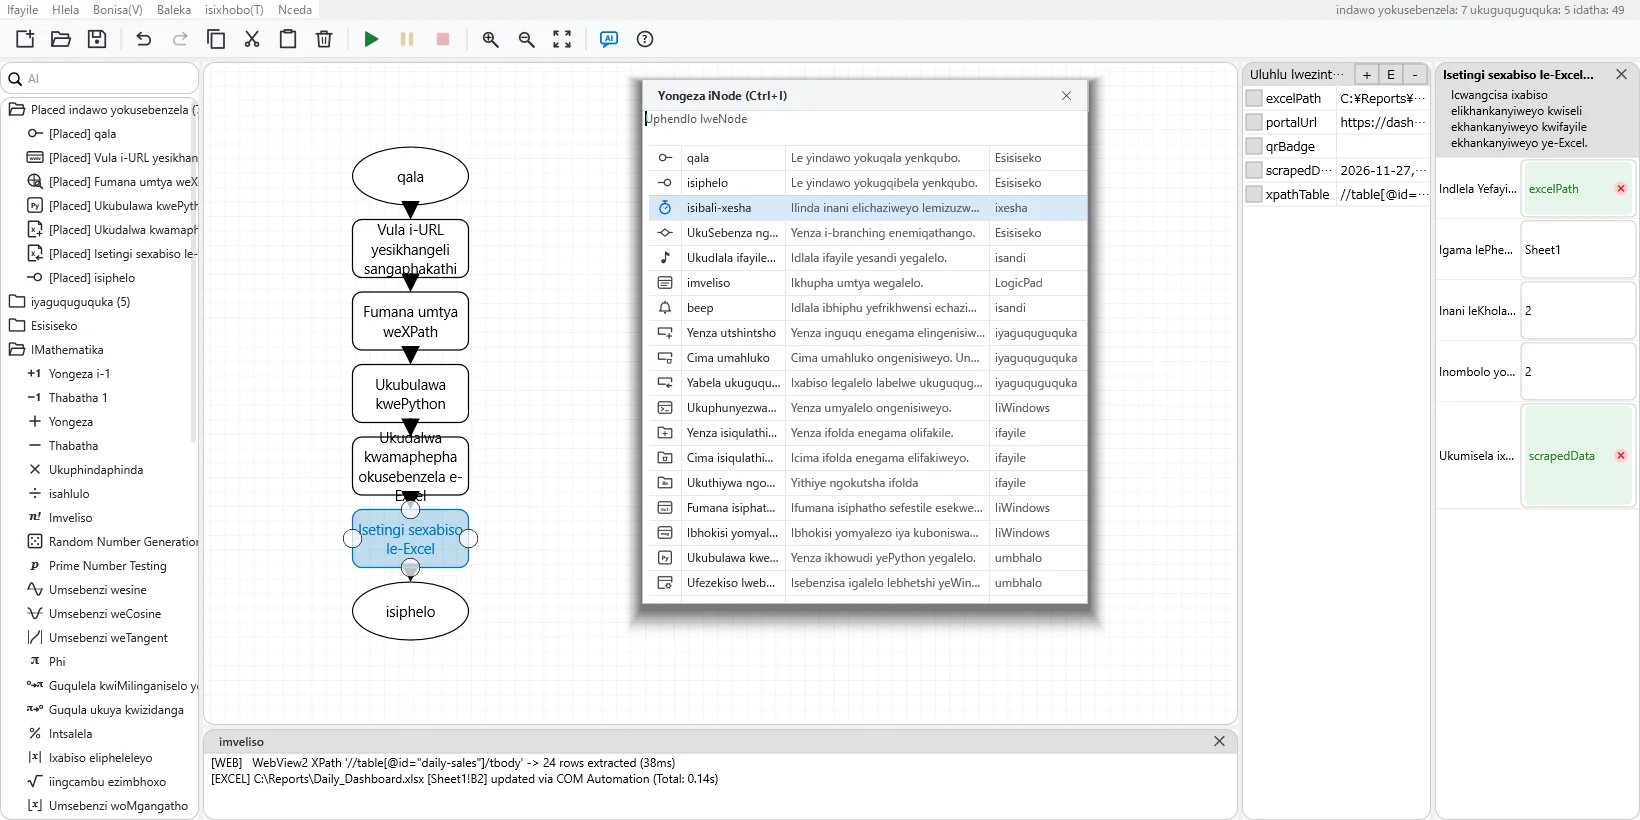 Ifayile Hlela Bonisa(V) Baleka isixhobo(T) Nceda
indawo yokusebenzela: 7 ukuguquguquka: 5 idatha: 49
AI
Placed indawo yokusebenzela (
[Placed] qala
[Placed] Vula i-URL yesikhan
[Placed] Fumana umtya weX
[Placed] Ukubulawa kwePyth
[Placed] Ukudalwa kwamaph
[Placed] Isetingi sexabiso le-
[Placed] isiphelo
iyaguquguquka (5)
Esisiseko
IMathematika
+1 Yongeza i-1
−1 Thabatha 1
Yongeza
Thabatha
Ukuphindaphinda
isahlulo
n! Imveliso
Random Number Generation
P Prime Number Testing
Umsebenzi wesine
Umsebenzi weCosine
Umsebenzi weTangent
π Phi
Guqulela kwiMilinganiselo ye
Guqula ukuya kwizidanga
% Intsalela
|x| Ixabiso elipheleleyo
iingcambu ezimbhoxo
⌊x⌋ Umsebenzi woMgangatho
AI
qala
Vula i-URL
yesikhangeli
sangaphakathi
Fumana umtya
weXPath
Ukubulawa
kwePython
Ukudalwa
kwamaphepha
okusebenzela e-
Excel
Isetingi sexabiso
le-Excel
isiphelo
Yongeza iNode (Ctrl+I)
Uphendlo lweNode
qala Le yindawo yokuqala yenkqubo. Esisiseko
isiphelo Le yindawo yokugqibela yenkqubo. Esisiseko
isibali-xesha Ilinda inani elichaziweyo lemizuzw... ixesha
UkuSebenza ng... Yenza i-branching enemiqathango. Esisiseko
Ukudlala ifayile... Idlala ifayile yesandi yegalelo. isandi
imveliso Ikhupha umtya wegalelo. LogicPad
beep Idlala ibhiphu yefrikhwensi echazi... isandi
Yenza utshintsho Yenza inguqu enegama elingenisiw... iyaguquguquka
Cima umahluko Cima umahluko ongenisiweyo. Un... iyaguquguquka
Yabela ukuguqu... Ixabiso legalelo labelwe ukuguqug... iyaguquguquka
Ukuphunyezwa... Yenza umyalelo ongenisiweyo. IiWindows
Yenza isiqulathi... Yenza ifolda enegama olifakile. ifayile
Cima isiqulathi... Icima ifolda enegama elifakiweyo. ifayile
Ukuthiywa ngo... Yithiye ngokutsha ifolda ifayile
Fumana isiphat... Ifumana isiphatho sefestile esekwe... IiWindows
Ibhokisi yomyal... Ibhokisi yomyalezo iya kuboniswa... IiWindows
Ukubulawa kwe... Yenza ikhowudi yePython yegalelo. umbhalo
Ufezekiso lweb... Isebenzisa igalelo lebhetshi yeWin... umbhalo
imveliso
[WEB] WebView2 XPath '//table[@id="daily-sales"]/tbody' -> 24 rows extracted (38ms)
[EXCEL] C:\Reports\Daily_Dashboard.xlsx [Sheet1!B2] updated via COM Automation (Total: 0.14s)
Uluhlu lwezint… + E -
excelPath C:¥Reports¥…
portalUrl https://dash…
qrBadge
scrapedD… 2026-11-27,…
xpathTable //table[@id=…
Isetingi sexabiso le-Excel...
Icwangcisa ixabiso
elikhankanyiweyo kwiseli
ekhankanyiweyo kwifayile
ekhankanyiweyo ye-Excel.
Indlela Yefayi... excelPath
Igama lePhe... Sheet1
Inani leKhola... 2
Inombolo yo... 2
Ukumisela ix... scrapedData